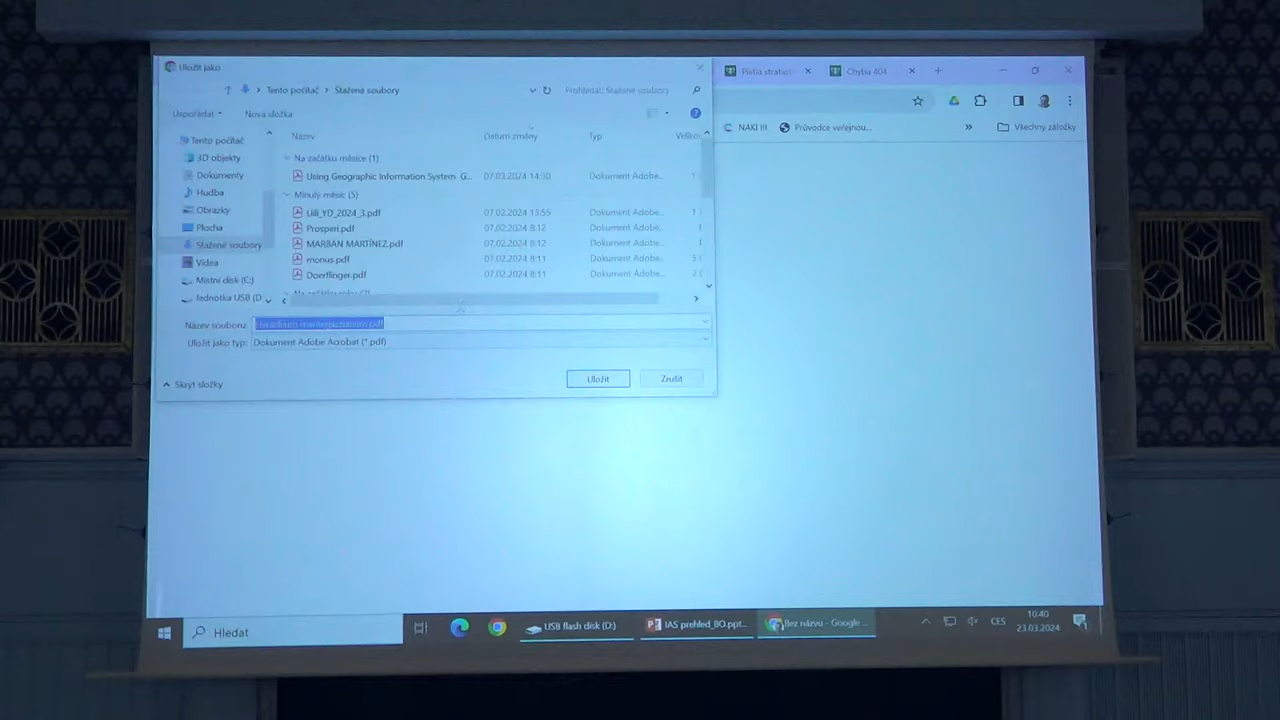 Uložit jako
Pistia stratiot
Chyba 404
Tento počítač > Stažené soubory
Prohledat: Stažené soubory
Uspořádat
Nová složka
NAKI III
Průvodce veřejnou...
»
Všechny záložky
Název
Datum změny
Typ
Velikos
Tento počítač
3D objekty
Dokumenty
Hudba
Obrázky
Plocha
Stažené soubory
Videa
Místní disk (C:)
Jednotka USB (D
Na začátku měsíce (1)
Using Geographic Information System G...
07.03.2024 14:30
Dokument Adobe...
Minulý měsíc (5)
07.02.2024 13:55
Dokument Adobe...
Prosperi.pdf
07.02.2024 8:12
Dokument Adobe...
MARBÁN MARTÍNEZ.pdf
07.02.2024 8:12
Dokument Adobe...
monus.pdf
07.02.2024 8:11
Dokument Adobe...
Doerflinger.pdf
07.02.2024 8:11
Dokument Adobe...
Název souboru:
Uložit jako typ: Dokument Adobe Acrobat (*.pdf)
Skrýt složky
Uložit
Zrušit
Hledat
USB flash disk (D:)
IAS prehled_BO.ppt...
Bez názvu - Google ...
CES
10:40
23.03.2024